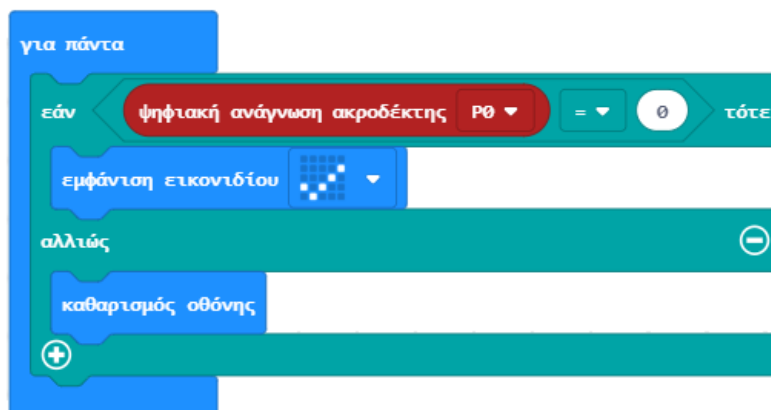 για πάντα
εάν ψηφιακή ανάγνωση ακροδέκτης P0 = 0 τότε
εμφάνιση εικονιδίου
αλλιώς
καθαρισμός οθόνης